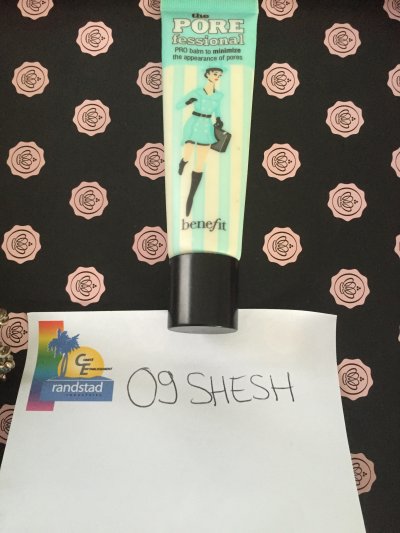 the
PORE
fessional
PRO balm to minimize
the appearance of pores
benefit
randstad
09 SHESH